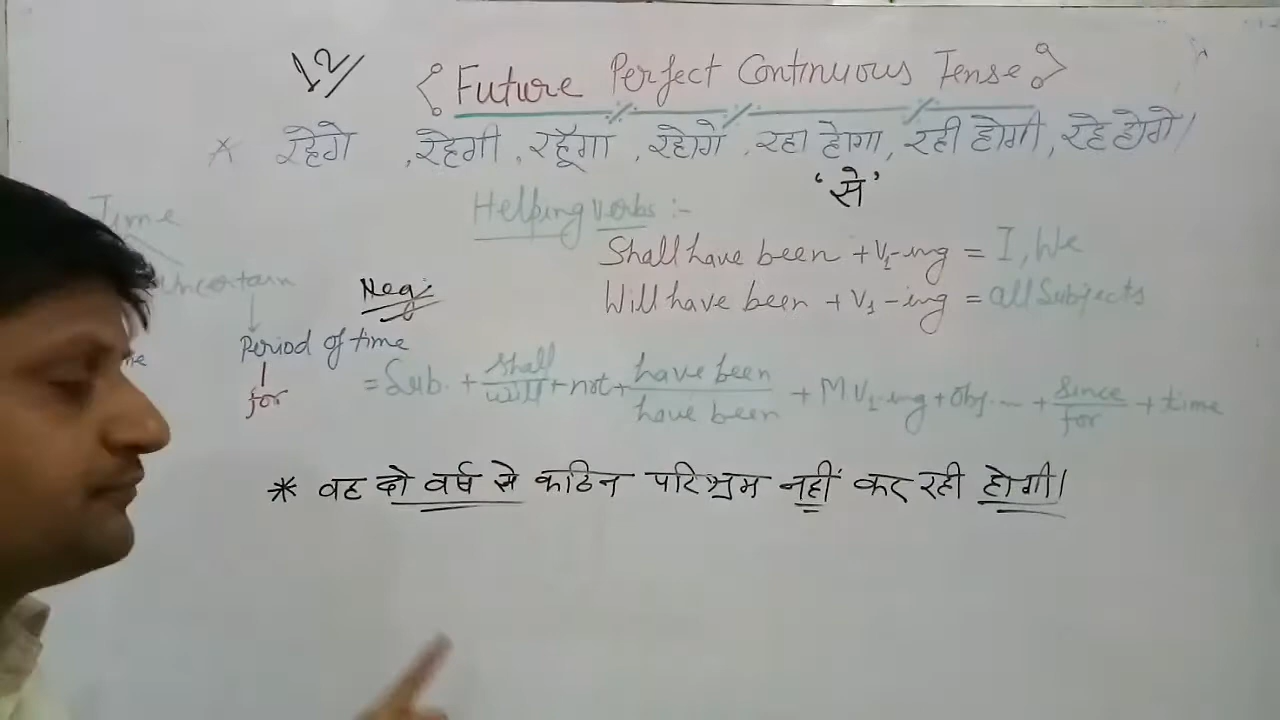 12/ {Future Perfect Continuous Tense}
* रहेगे , रहेगी , रहूँगा , रहोगे , रहा होगा, रही होगी, रहे होगे/
'से'
Time
Helping verbs :-
Shall have been + V1-ing = I, We
Uncertain
Will have been + V1-ing = all Subjects
Neg:
Period of time
for
= Sub. + shall/will + not + have been/have been + M V1-ing + Obj... + since/for + time
* वह दो वर्ष से कठिन परिश्रम नहीं कर रही होगी।